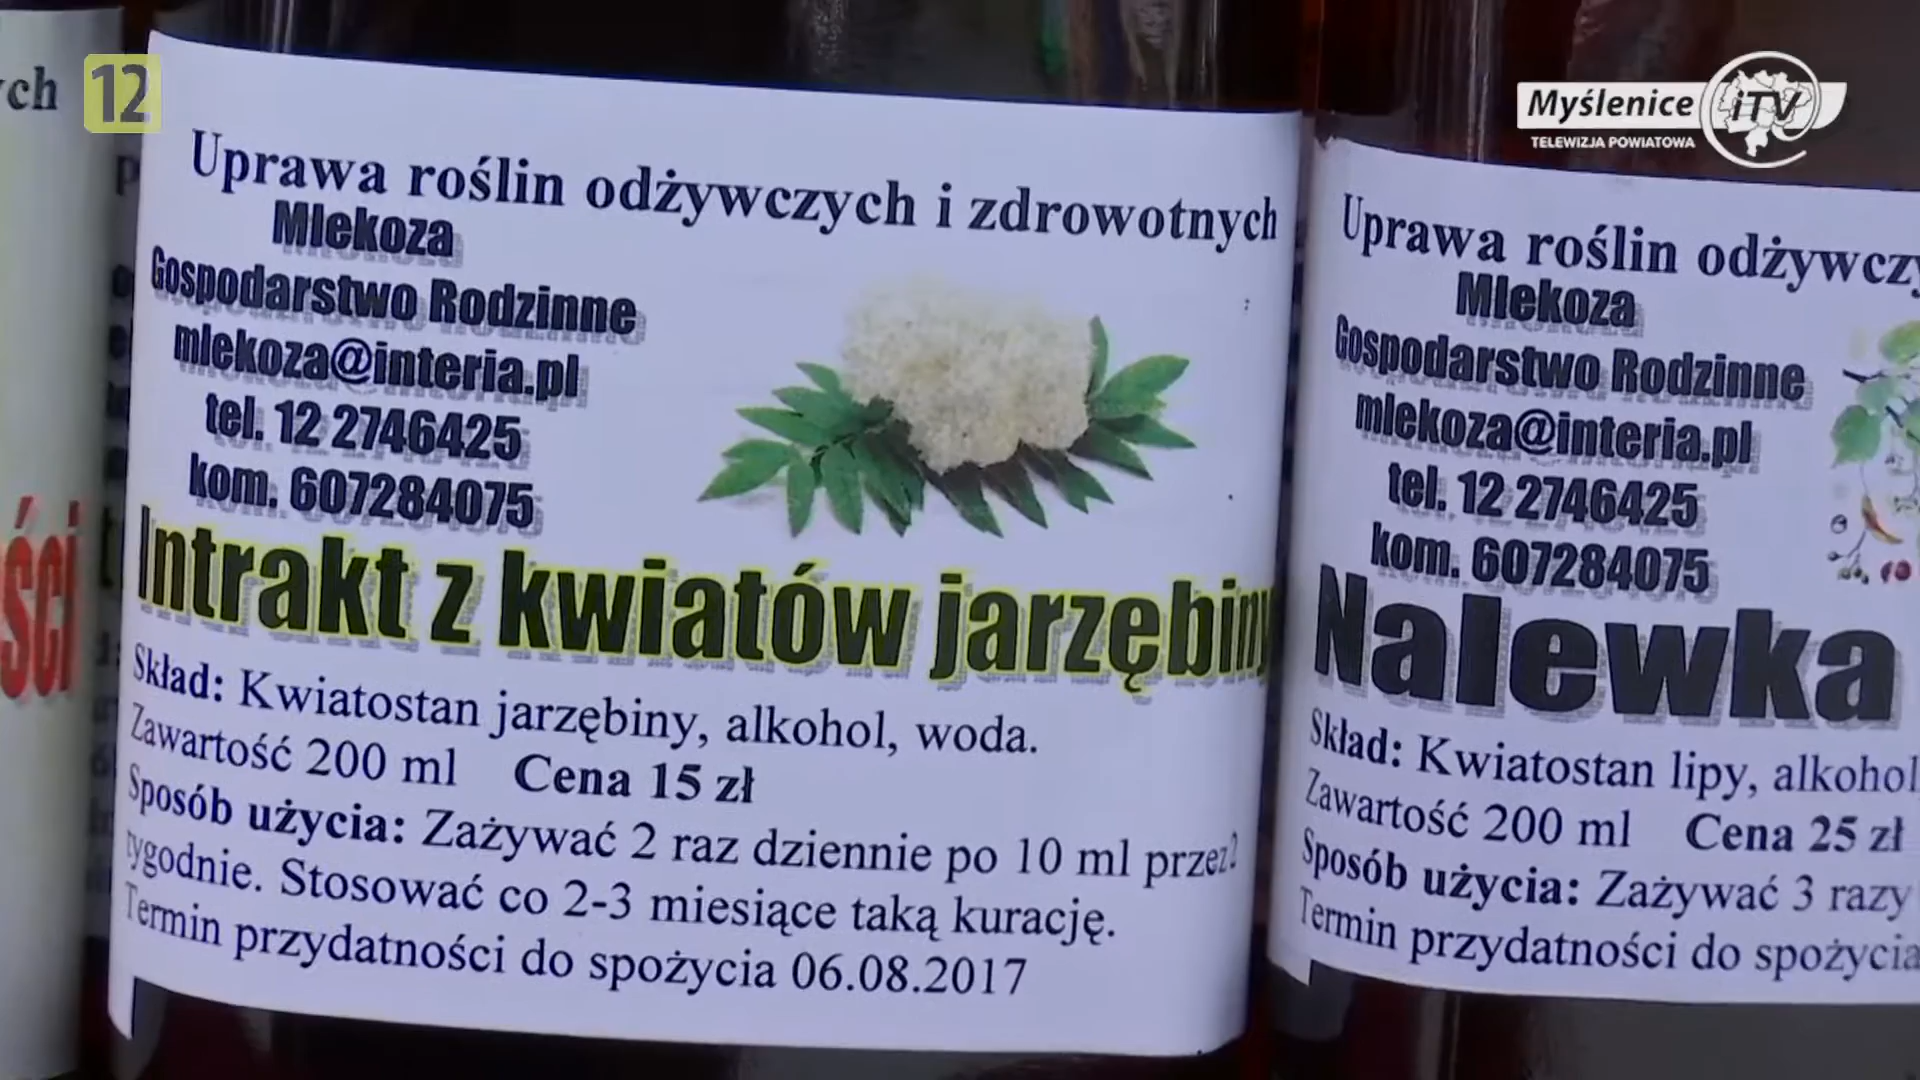 ych
12
Myślenice iTV
TELEWIZJA POWIATOWA
ści
Uprawa roślin odżywczych i zdrowotnych
Mlekoza
Gospodarstwo Rodzinne
mlekoza@interia.pl
tel. 12 2746425
kom. 607284075
Intrakt z kwiatów jarzębiny
Skład: Kwiatostan jarzębiny, alkohol, woda.
Zawartość 200 ml Cena 15 zł
Sposób użycia: Zażywać 2 raz dziennie po 10 ml przez 2
tygodnie. Stosować co 2-3 miesiące taką kurację.
Termin przydatności do spożycia 06.08.2017
Uprawa roślin odżywczy
Mlekoza
Gospodarstwo Rodzinne
mlekoza@interia.pl
tel. 12 2746425
kom. 607284075
Nalewka
Skład: Kwiatostan lipy, alkohol
Zawartość 200 ml Cena 25 zł
Sposób użycia: Zażywać 3 razy
Termin przydatności do spożycia